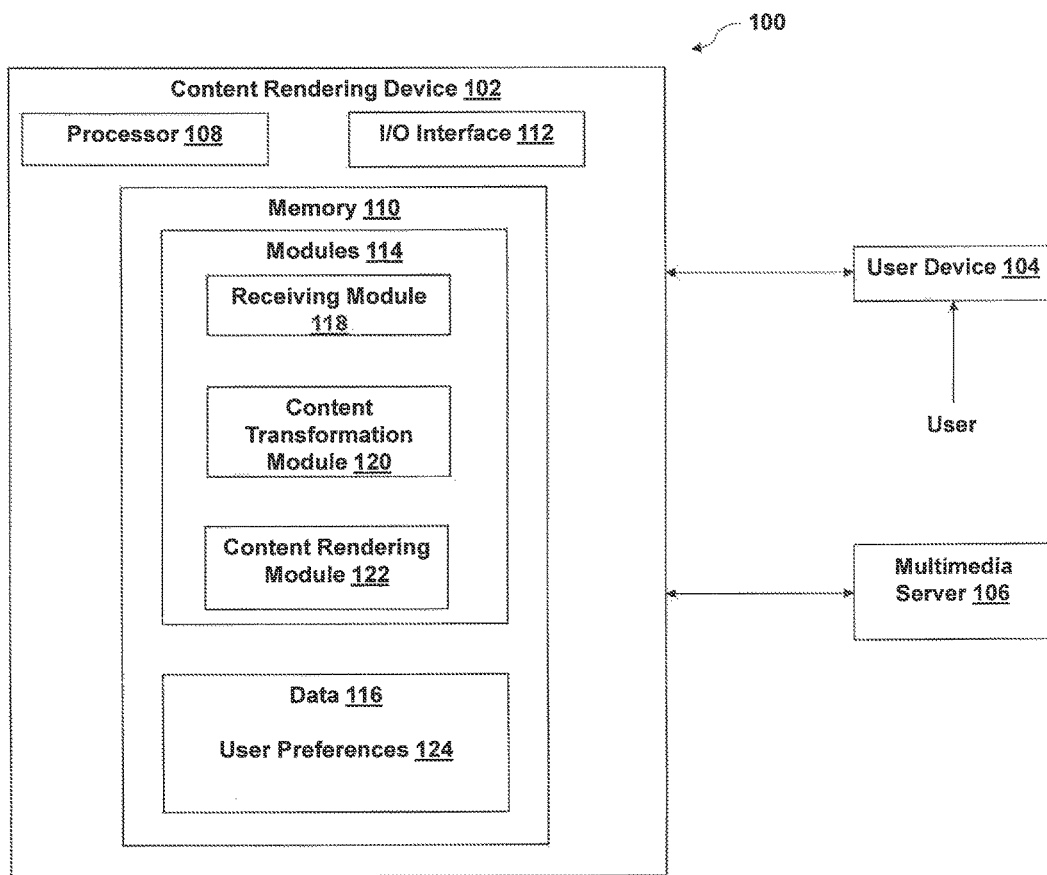 100
Content Rendering Device 102
Processor 108
I/O Interface 112
Memory 110
Modules 114
Receiving Module
118
Content
Transformation
Module 120
Content Rendering
Module 122
Data 116
User Preferences 124
User Device 104
User
Multimedia
Server 106